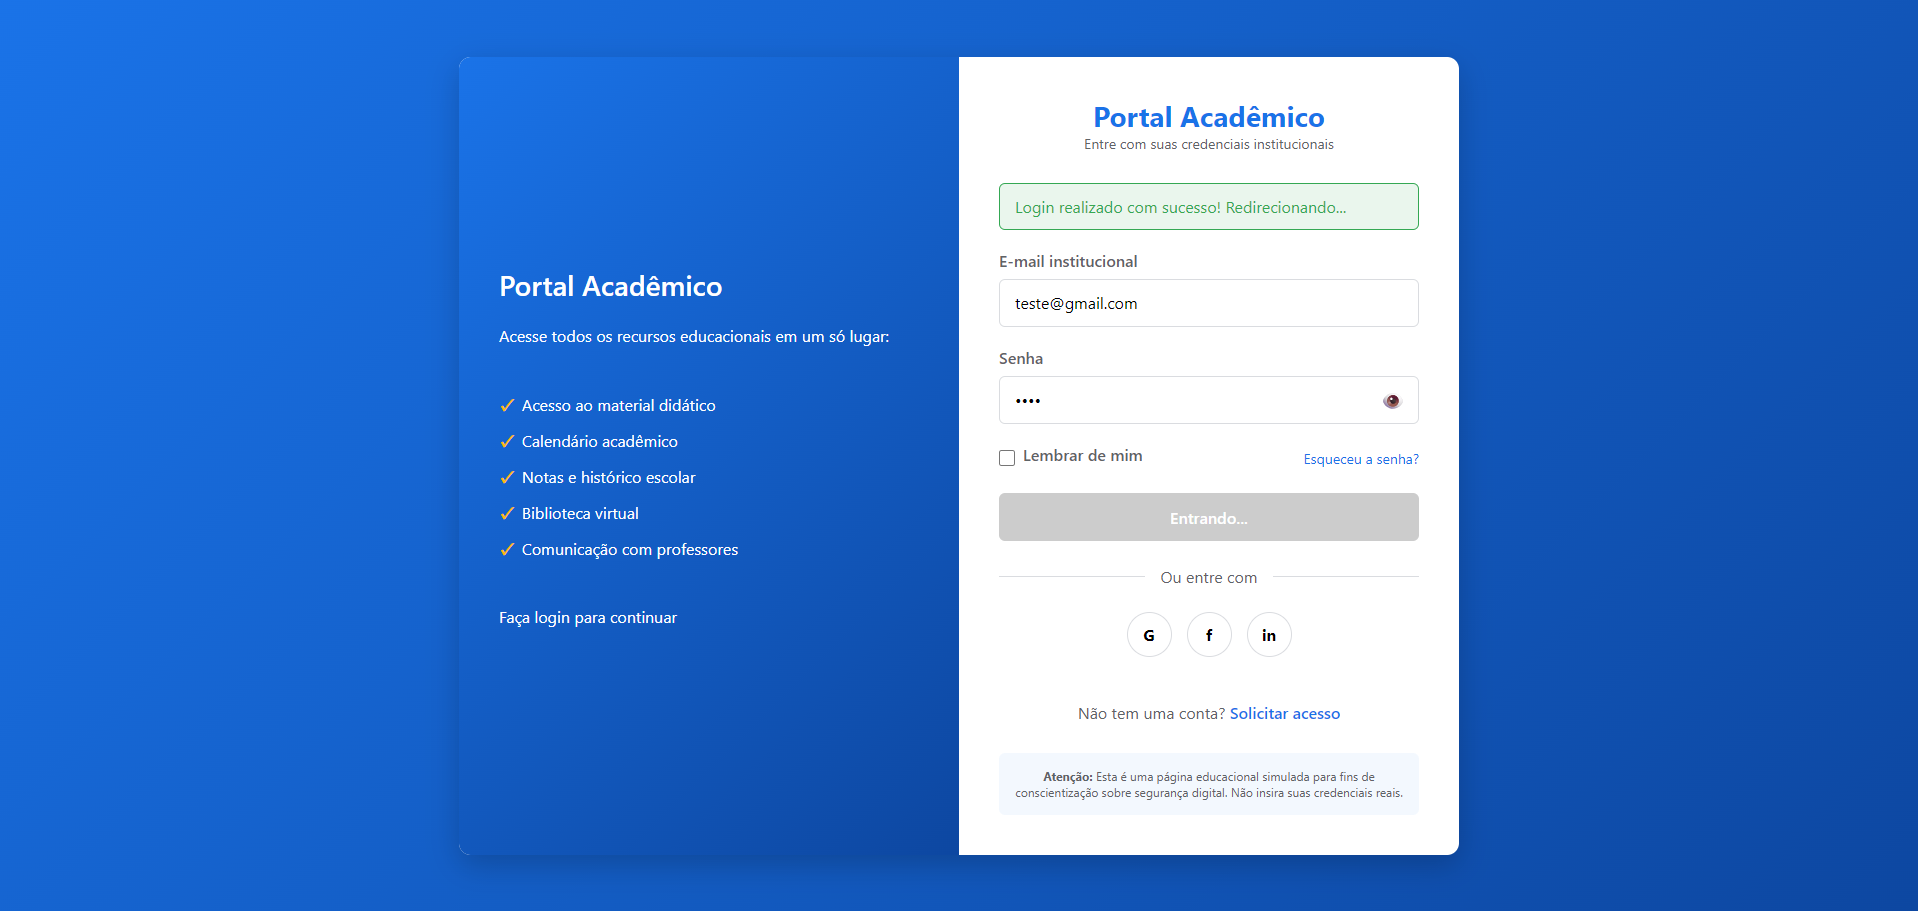 Portal Acadêmico
Acesse todos os recursos educacionais em um só lugar:
✓ Acesso ao material didático
✓ Calendário acadêmico
✓ Notas e histórico escolar
✓ Biblioteca virtual
✓ Comunicação com professores
Faça login para continuar
Portal Acadêmico
Entre com suas credenciais institucionais
Login realizado com sucesso! Redirecionando...
E-mail institucional
teste@gmail.com
Senha
••••
Lembrar de mim
Esqueceu a senha?
Entrando...
Ou entre com
G f in
Não tem uma conta? Solicitar acesso
Atenção: Esta é uma página educacional simulada para fins de
conscientização sobre segurança digital. Não insira suas credenciais reais.